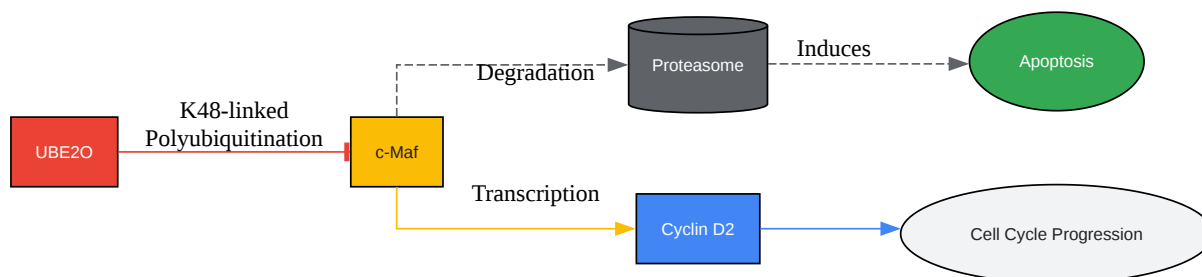 Induces
Degradation
Proteasome
Apoptosis
K48-linked
Polyubiquitination
UBE2O
c-Maf
Transcription
Cyclin D2
Cell Cycle Progression